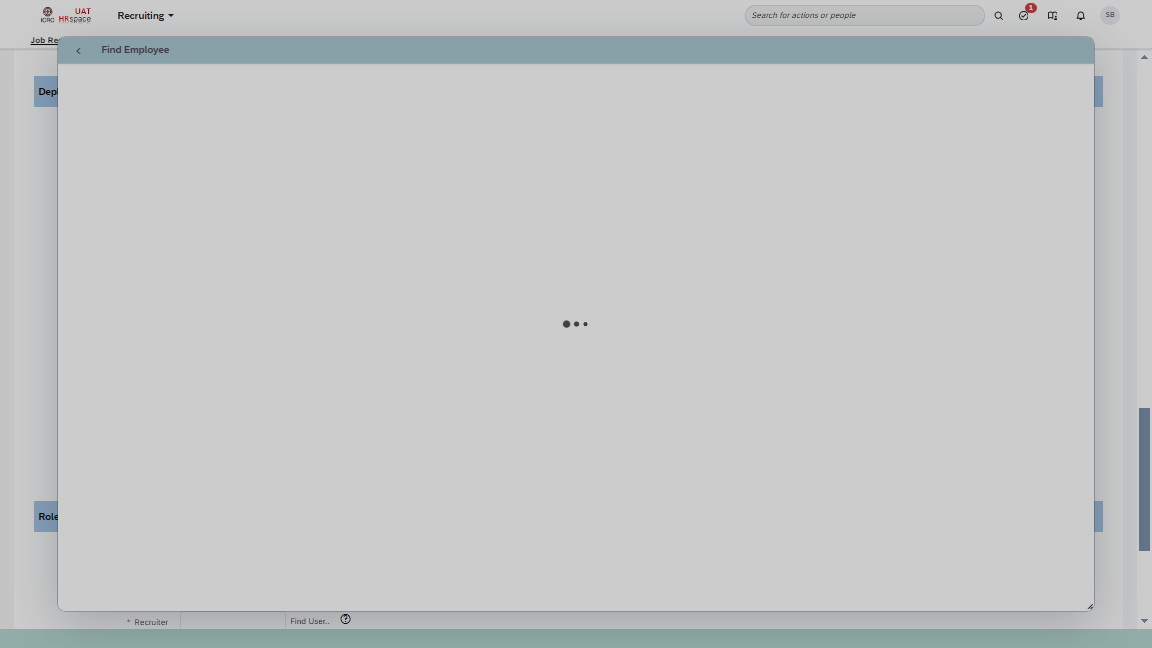 ICRC
UAT
HRspace
Recruiting
Search for actions or people
1
SB
Job Re
Find Employee
Depl
Role
* Recruiter
Find User..
?